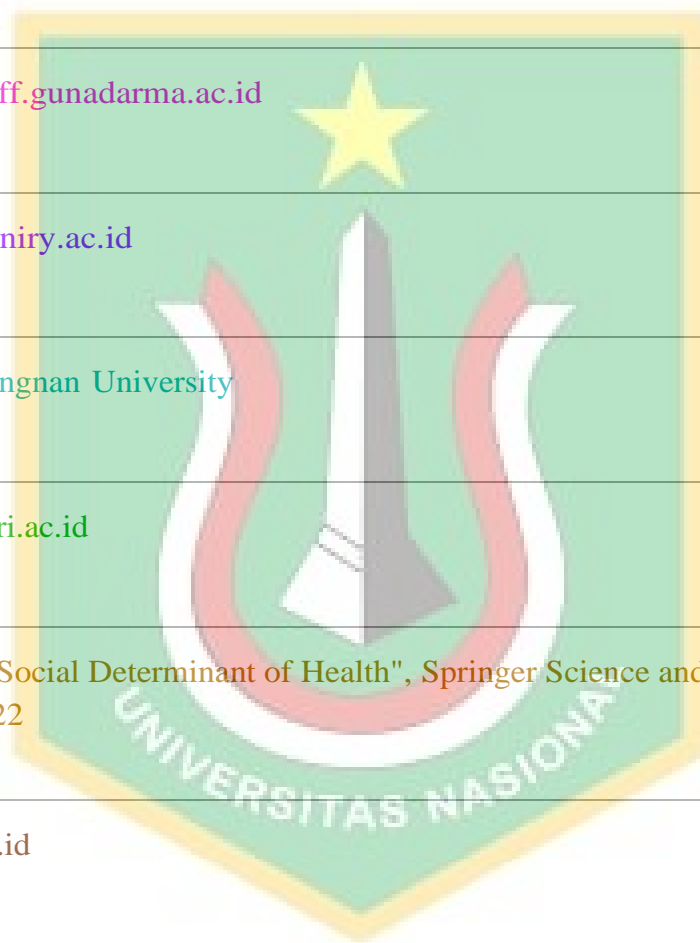 ff.gunadarma.ac.id
niry.ac.id
ngnan University
ri.ac.id
Social Determinant of Health", Springer Science and
22
UNIVERSITAS NASIONAL
.id